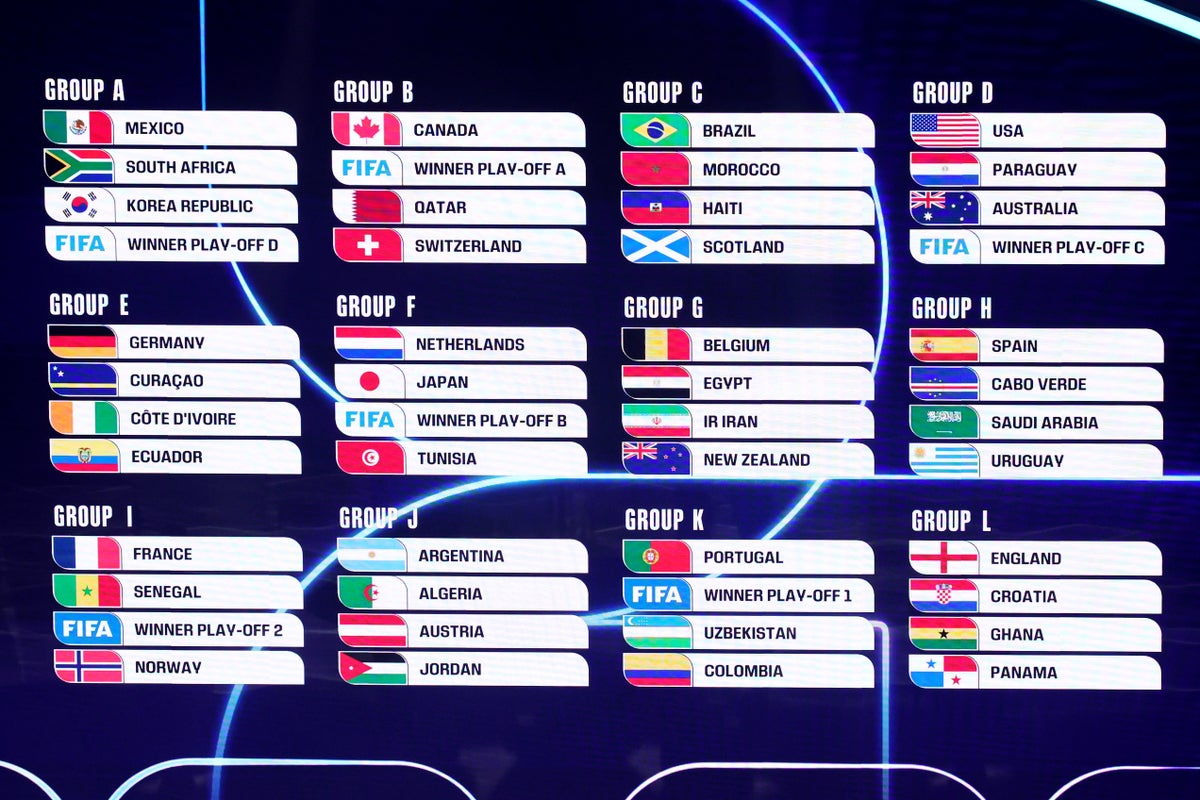 GROUP A
MEXICO
SOUTH AFRICA
KOREA REPUBLIC
FIFA WINNER PLAY-OFF D
GROUP B
CANADA
FIFA WINNER PLAY-OFF A
QATAR
SWITZERLAND
GROUP C
BRAZIL
MOROCCO
HAITI
SCOTLAND
GROUP D
USA
PARAGUAY
AUSTRALIA
FIFA WINNER PLAY-OFF C
GROUP E
GERMANY
CURAÇAO
CÔTE D'IVOIRE
ECUADOR
GROUP F
NETHERLANDS
JAPAN
FIFA WINNER PLAY-OFF B
TUNISIA
GROUP G
BELGIUM
EGYPT
IR IRAN
NEW ZEALAND
GROUP H
SPAIN
CABO VERDE
SAUDI ARABIA
URUGUAY
GROUP I
FRANCE
SENEGAL
FIFA WINNER PLAY-OFF 2
NORWAY
GROUP J
ARGENTINA
ALGERIA
AUSTRIA
JORDAN
GROUP K
PORTUGAL
FIFA WINNER PLAY-OFF 1
UZBEKISTAN
COLOMBIA
GROUP L
ENGLAND
CROATIA
GHANA
PANAMA